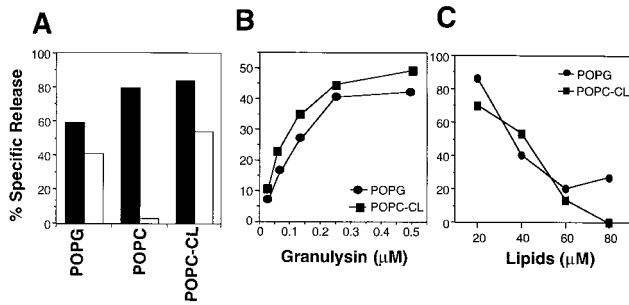 A
B
C
% Specific Release
100
80
60
40
20
0
POPG
POPC
POPC-CL
50
40
30
20
10
0
0 0.1 0.2 0.3 0.4 0.5
Granulysin (μM)
POPG
POPC-CL
100
80
60
40
20
0
20 40 60 80
Lipids (μM)
POPG
POPC-CL